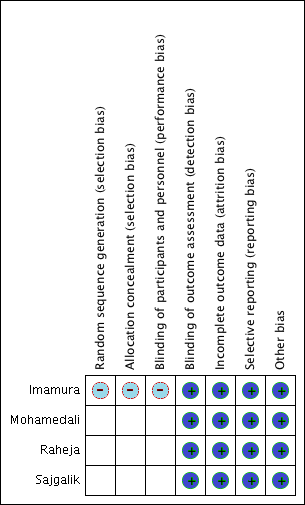 Random sequence generation (selection bias)
Allocation concealment (selection bias)
Blinding of participants and personnel (performance bias)
Blinding of outcome assessment (detection bias)
Incomplete outcome data (attrition bias)
Selective reporting (reporting bias)
Other bias
Imamura - - - + + + +
Mohamedali + + + +
Raheja + + + +
Sajgalik + + + +